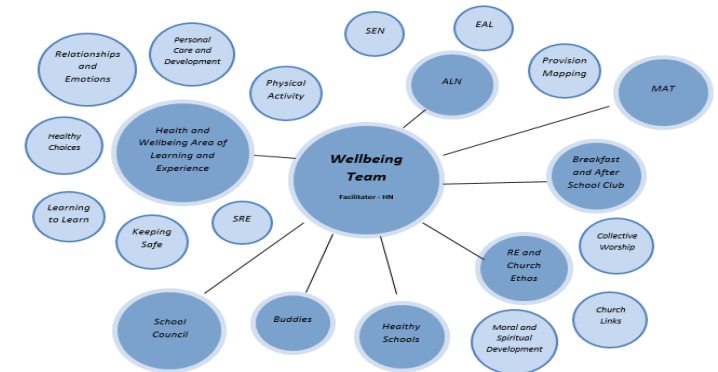 SEN
EAL
Relationships
and
Emotions
Personal
Care and
Development
Physical
Activity
ALN
Provision
Mapping
MAT
Healthy
Choices
Health and
Wellbeing Area of
Learning and
Experience
Wellbeing
Team
Facilitator - HN
Breakfast
and After
School Club
Learning
to Learn
Keeping
Safe
SRE
Collective
Worship
RE and
Church
Ethos
School
Council
Buddies
Healthy
Schools
Moral and
Spiritual
Development
Church
Links